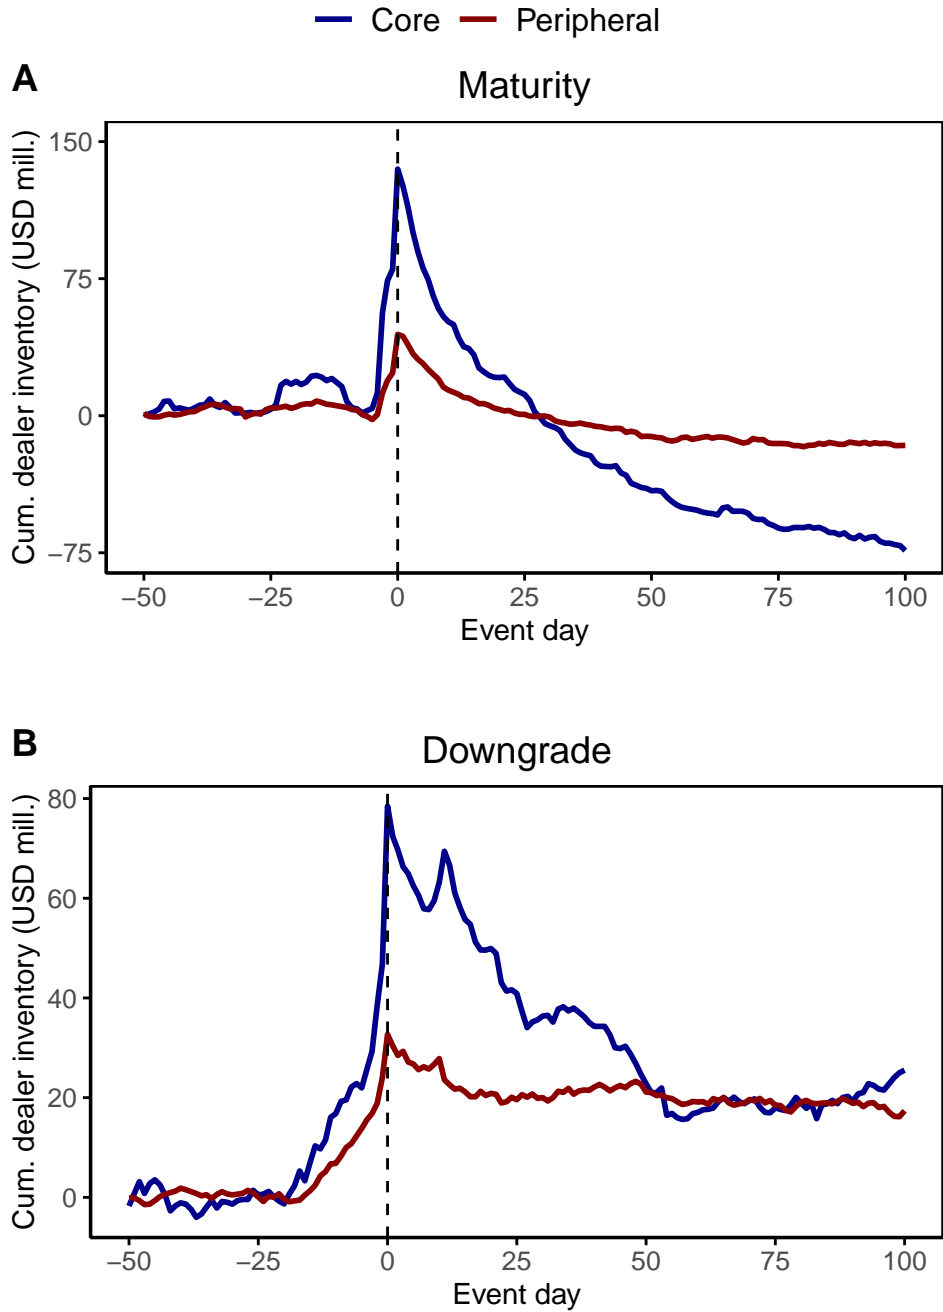 Core Peripheral
A
Maturity
Cum. dealer inventory (USD mill.)
150
75
0
−75
−50 −25 0 25 50 75 100
Event day
B
Downgrade
Cum. dealer inventory (USD mill.)
80
60
40
20
0
−50 −25 0 25 50 75 100
Event day